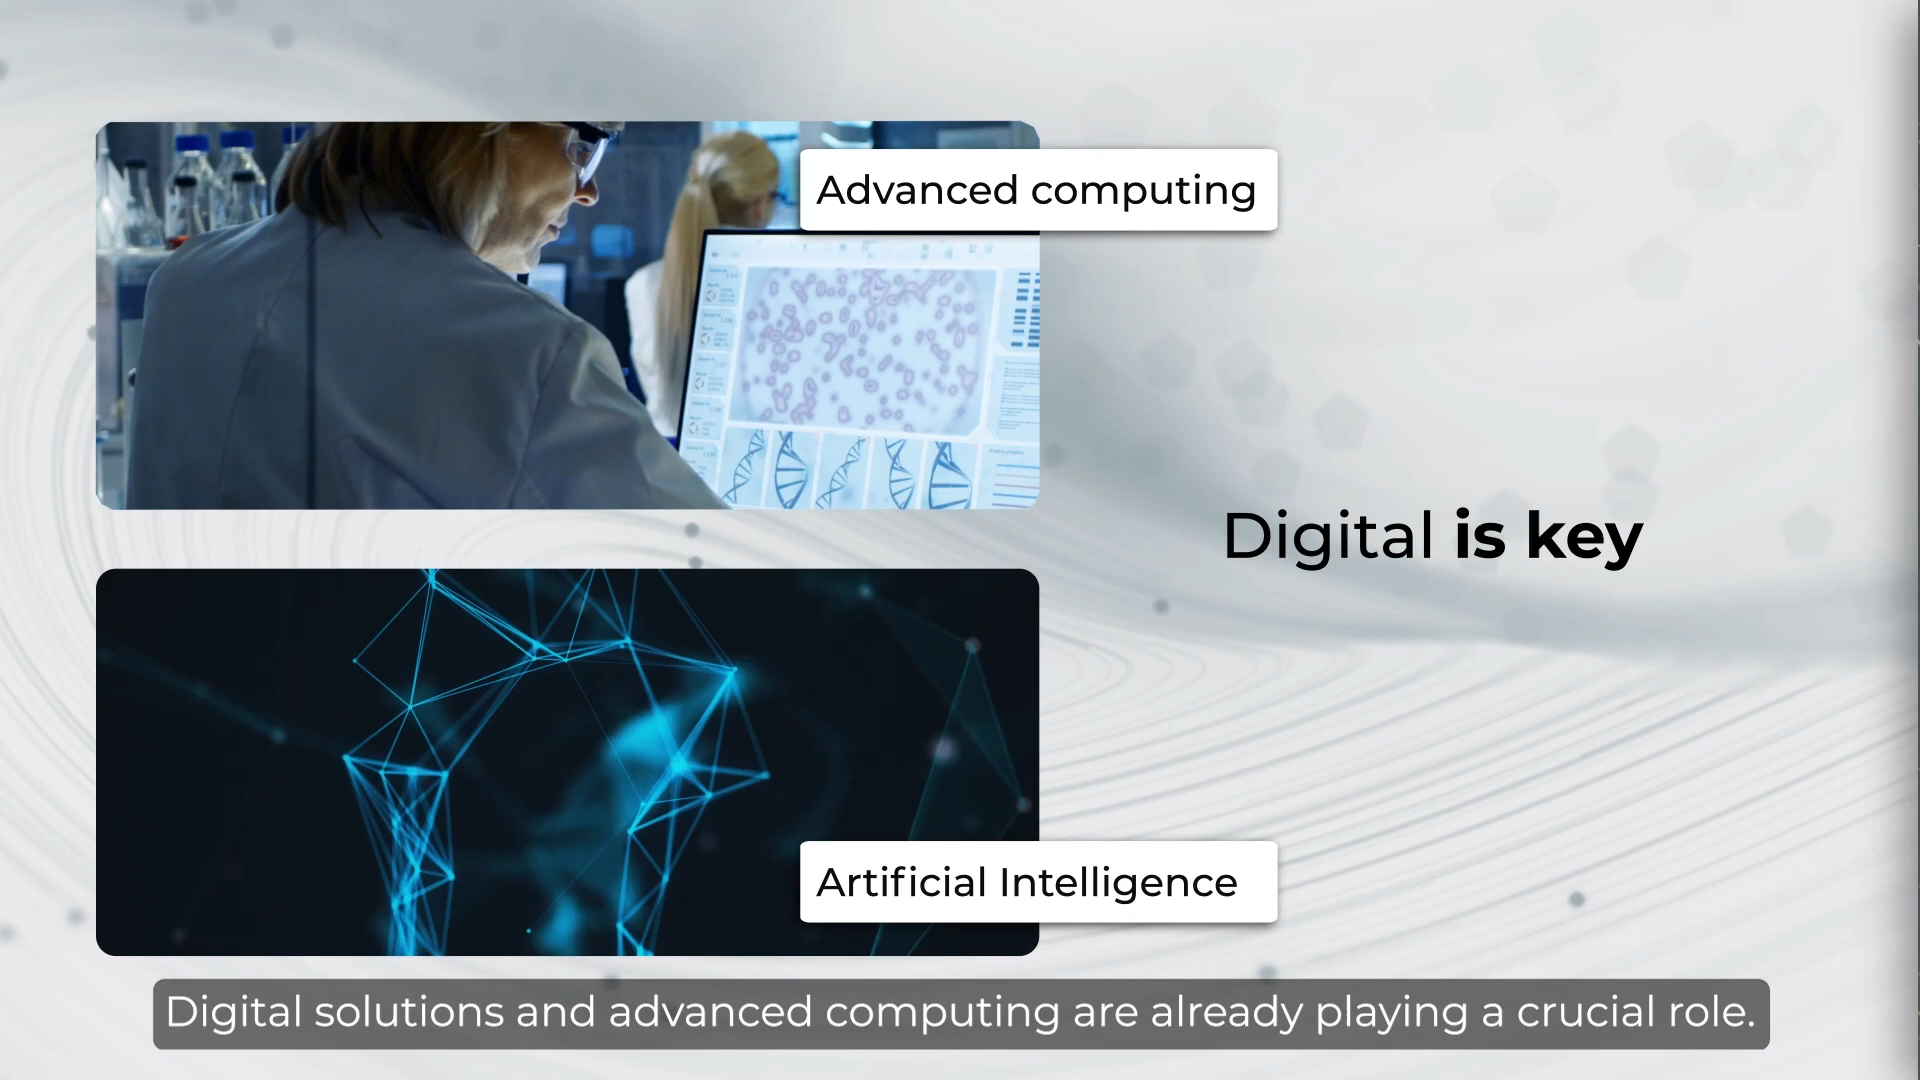 Advanced computing
Digital is key
Artificial Intelligence
Digital solutions and advanced computing are already playing a crucial role.